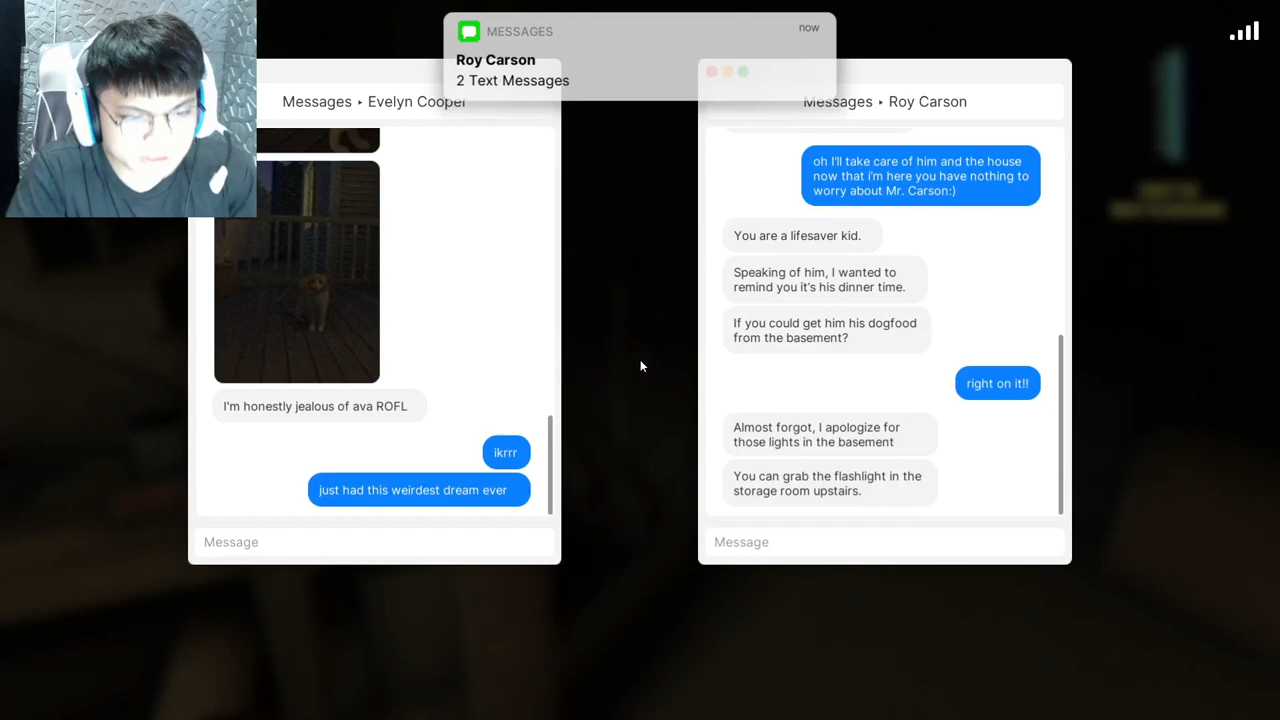 MESSAGES
now
Roy Carson
2 Text Messages
Messages ▸ Evelyn Cooper
I'm honestly jealous of ava ROFL
ikrrr
just had this weirdest dream ever
Message
Messages ▸ Roy Carson
oh I'll take care of him and the house
now that i'm here you have nothing to
worry about Mr. Carson:)
You are a lifesaver kid.
Speaking of him, I wanted to
remind you it's his dinner time.
If you could get him his dogfood
from the basement?
right on it!!
Almost forgot, I apologize for
those lights in the basement
You can grab the flashlight in the
storage room upstairs.
Message